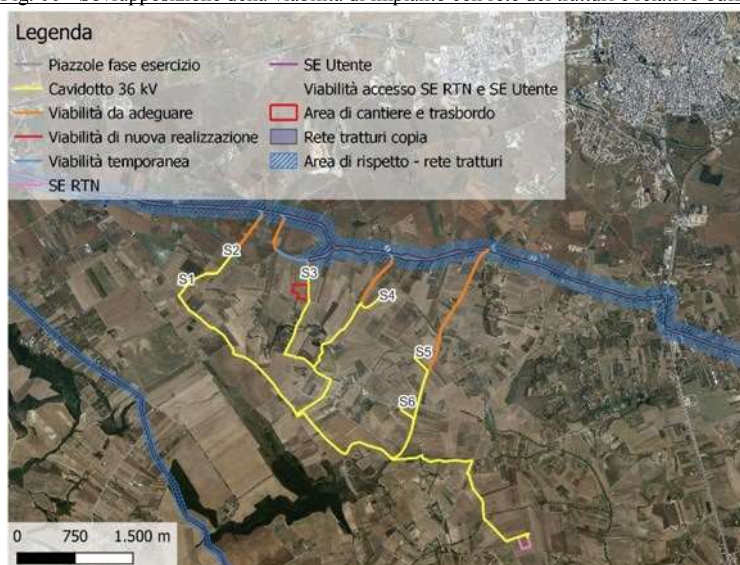 Legenda
Piazzole fase esercizio
Cavidotto 36 kV
Viabilità da adeguare
Viabilità di nuova realizzazione
Viabilità temporanea
SE RTN
SE Utente
Viabilità accesso SE RTN e SE Utente
Area di cantiere e trasbordo
Rete tratturi copia
Area di rispetto - rete tratturi
S2
S1
S3
S4
S5
S6
0 750 1.500 m